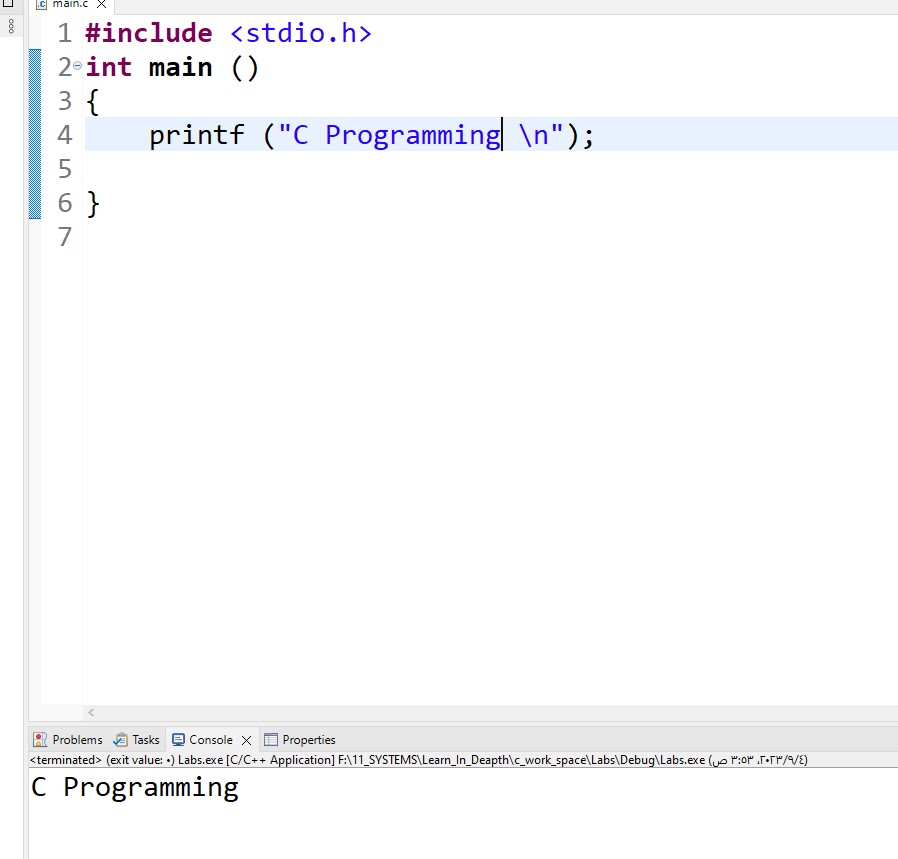 main.c
1 #include <stdio.h>
2 int main ()
3 {
4     printf ("C Programming \n");
5
6 }
7
Problems Tasks Console Properties
<terminated> (exit value: ٠) Labs.exe [C/C++ Application] F:\11_SYSTEMS\Learn_In_Deapth\c_work_space\Labs\Debug\Labs.exe (٢٠٢٣/٩/٤، ٣:٥٣ ص)
C Programming